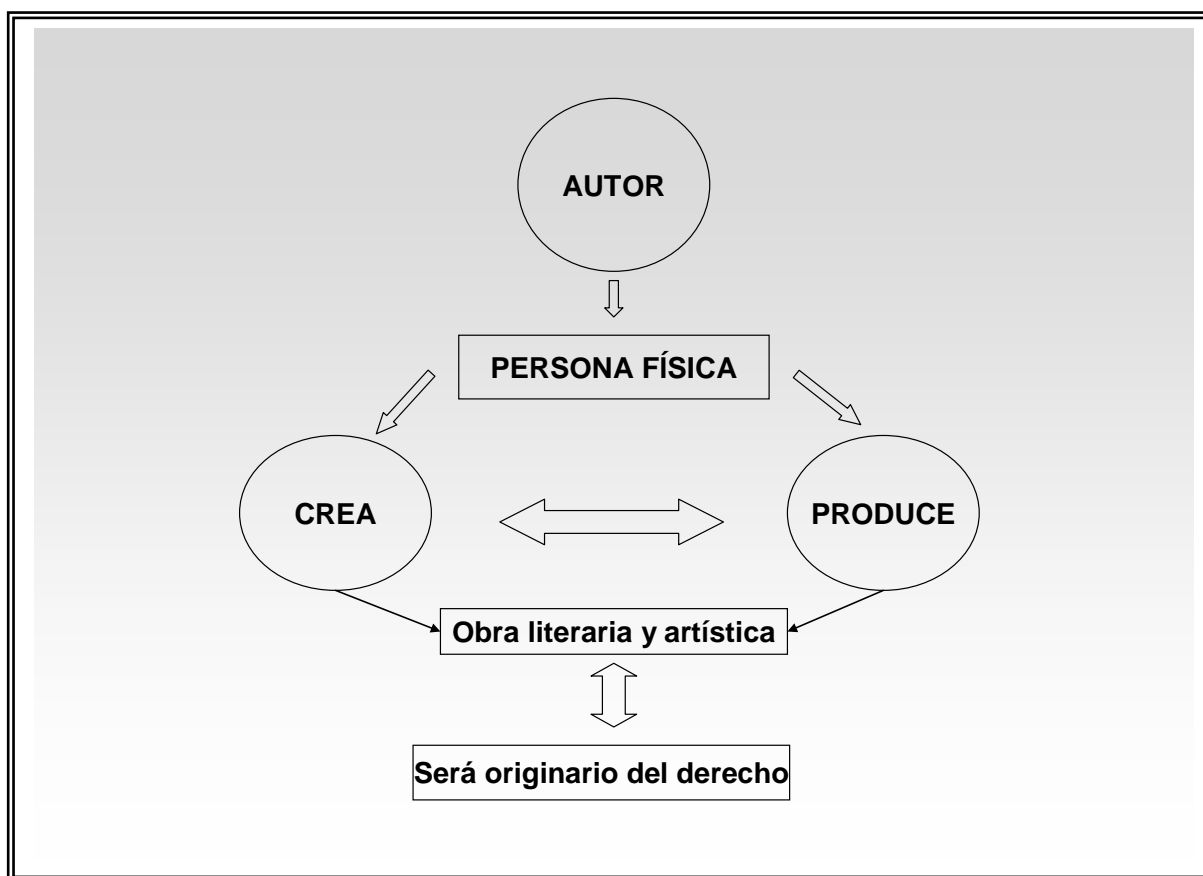 AUTOR
PERSONA FÍSICA
CREA
PRODUCE
Obra literaria y artística
Será originario del derecho